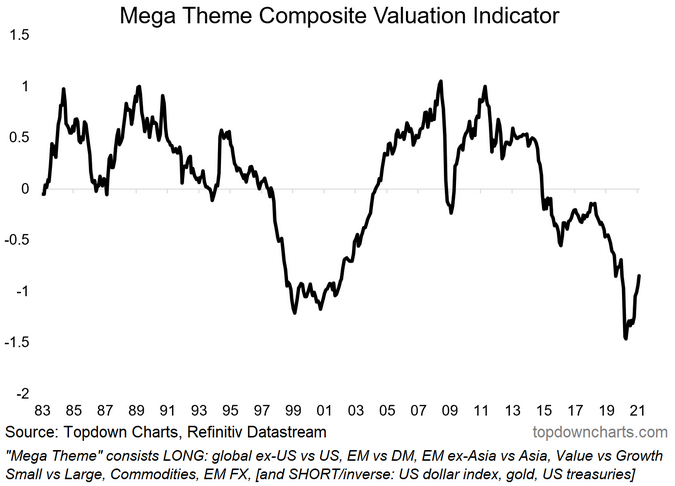 Mega Theme Composite Valuation Indicator
1.5
1
0.5
0
-0.5
-1
-1.5
-2
83 85 87 89 91 93 95 97 99 01 03 05 07 09 11 13 15 17 19 21
Source: Topdown Charts, Refinitiv Datastream topdowncharts.com
"Mega Theme" consists LONG: global ex-US vs US, EM vs DM, EM ex-Asia vs Asia, Value vs Growth
Small vs Large, Commodities, EM FX, [and SHORT/inverse: US dollar index, gold, US treasuries]